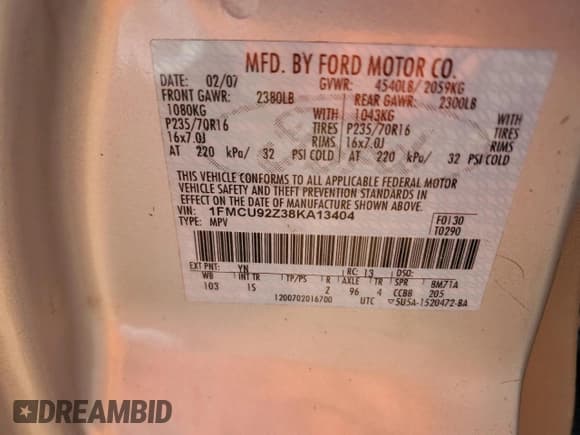 MFD. BY FORD MOTOR CO.
DATE: 02/07 GVWR: 4540LB/ 2059KG
FRONT GAWR: 2380LB REAR GAWR: 2300LB
1080KG WITH 1043KG WITH
P235/70R16 TIRES P235/70R16 TIRES
16x7.0J RIMS 16x7.0J RIMS
AT 220 kPa/ 32 PSI COLD AT 220 kPa/ 32 PSI COLD
THIS VEHICLE CONFORMS TO ALL APPLICABLE FEDERAL MOTOR
VEHICLE SAFETY AND THEFT PREVENTION STANDARDS IN
EFFECT ON THE DATE OF MANUFACTURE SHOWN ABOVE.
VIN: 1FMCU92Z38KA13404 F0130
TYPE: MPV T0290
EXT PNT: YN RC: 13 DSO:
WB INT TR TP/PS R AXLE TR SPR BM7TA
103 IS Z 96 4 CCBB 205
1200702016700 UTC ▽5U5A-1520472-BA
DREAMBID